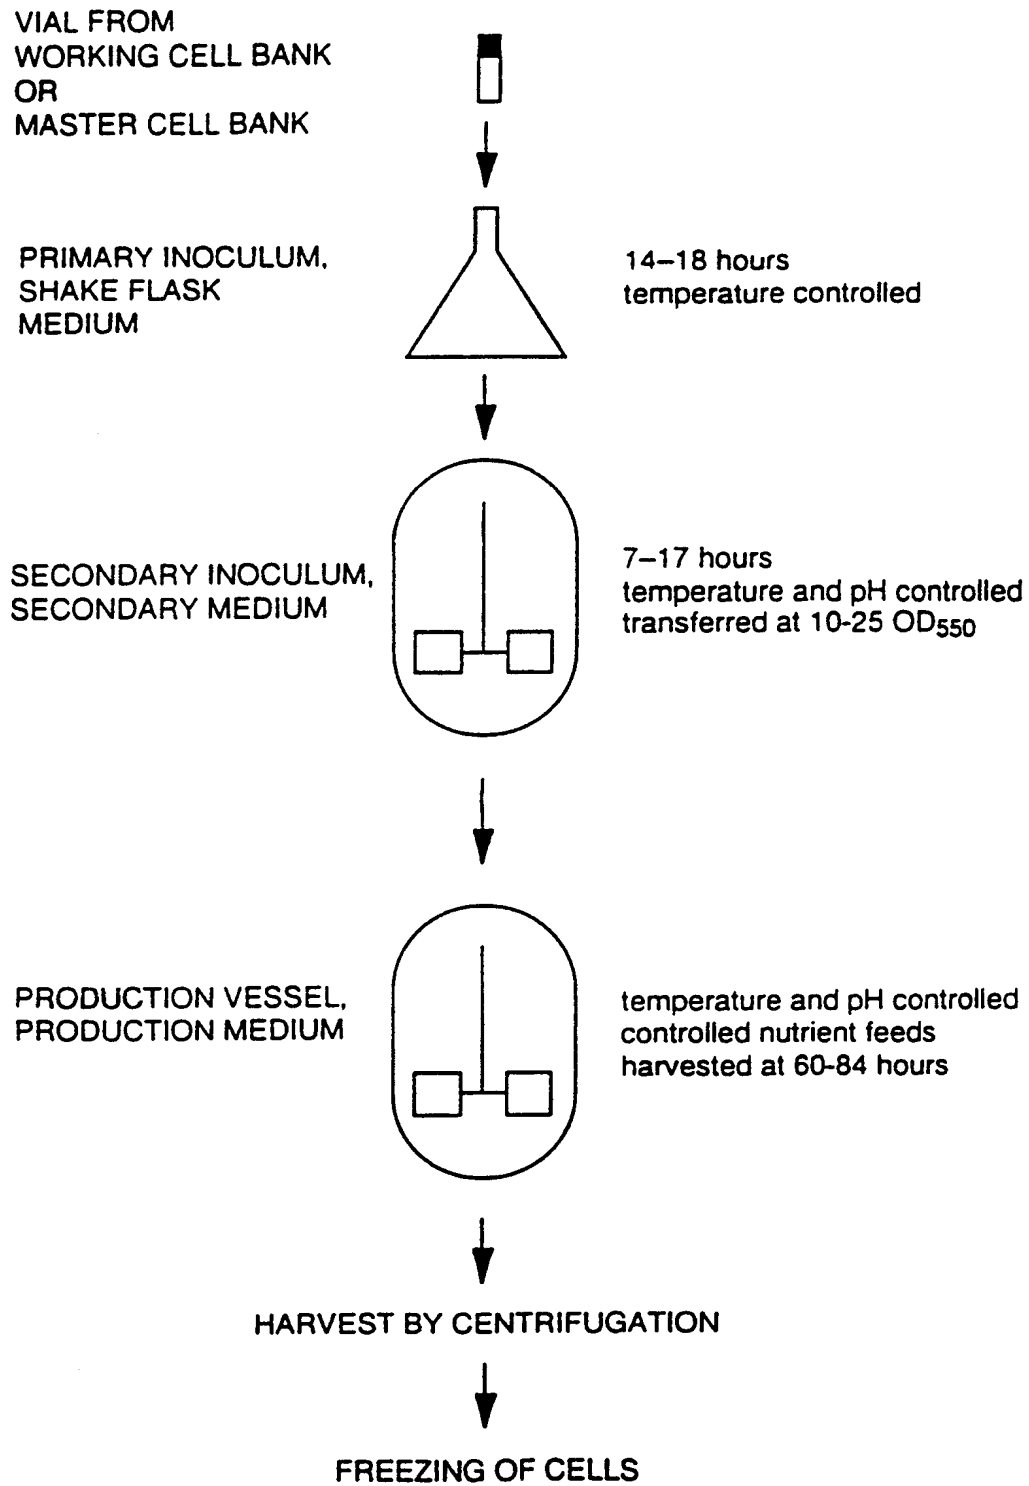 VIAL FROM
WORKING CELL BANK
OR
MASTER CELL BANK
PRIMARY INOCULUM,
SHAKE FLASK
MEDIUM
14–18 hours
temperature controlled
SECONDARY INOCULUM,
SECONDARY MEDIUM
7–17 hours
temperature and pH controlled
transferred at 10-25 OD550
PRODUCTION VESSEL,
PRODUCTION MEDIUM
temperature and pH controlled
controlled nutrient feeds
harvested at 60-84 hours
HARVEST BY CENTRIFUGATION
FREEZING OF CELLS